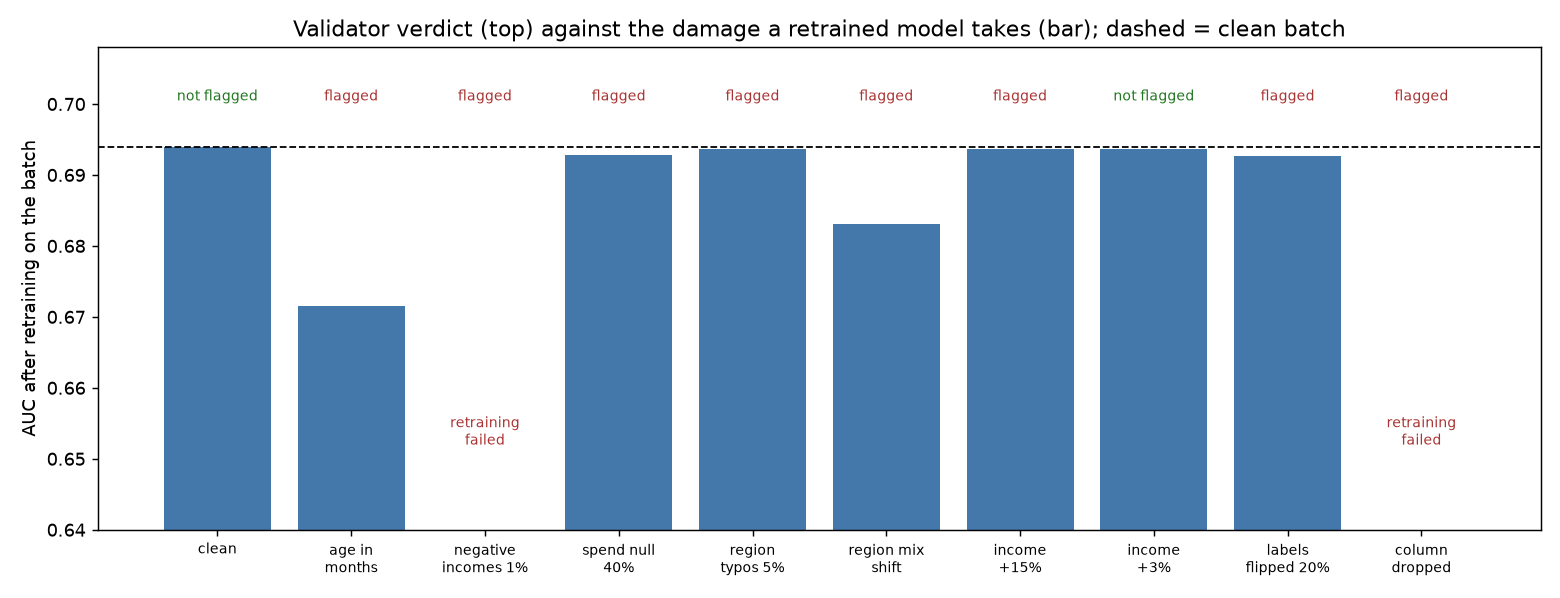 Validator verdict (top) against the damage a retrained model takes (bar); dashed = clean batch
AUC after retraining on the batch
0.70
0.69
0.68
0.67
0.66
0.65
0.64
not flagged
flagged
flagged
flagged
flagged
flagged
flagged
not flagged
flagged
flagged
retraining
failed
retraining
failed
clean
age in
months
negative
incomes 1%
spend null
40%
region
typos 5%
region mix
shift
income
+15%
income
+3%
labels
flipped 20%
column
dropped